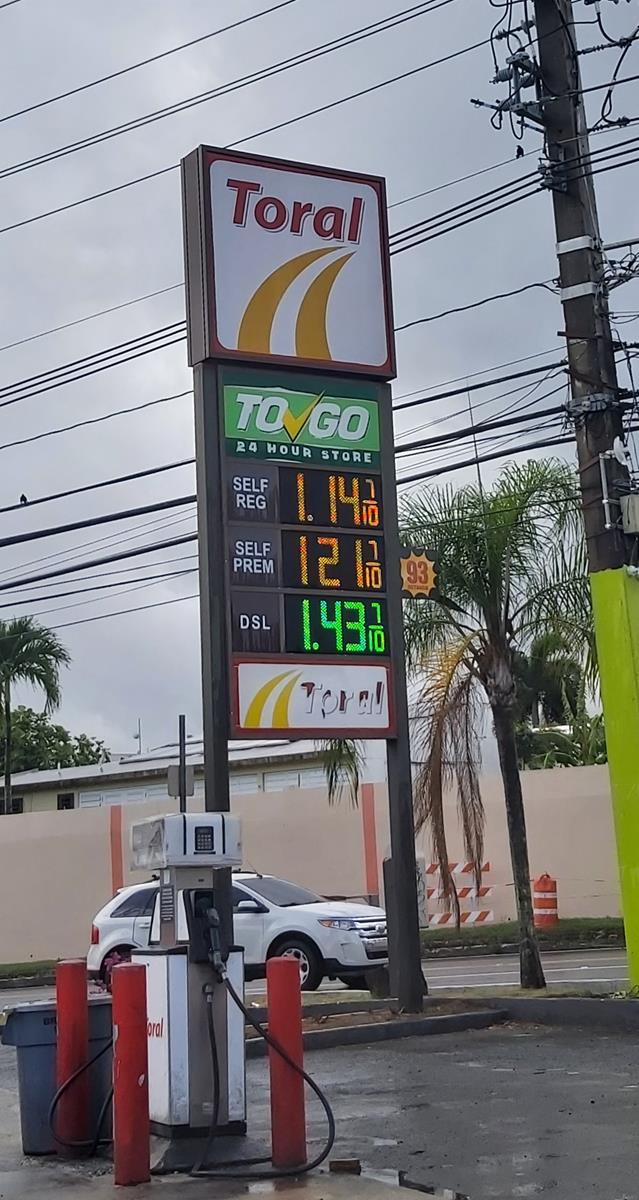 Toral
TO GO
24 HOUR STORE
SELF REG 1.14 7/10
SELF PREM 1.21 7/10
93
DSL 1.43 7/10
Toral
Toral